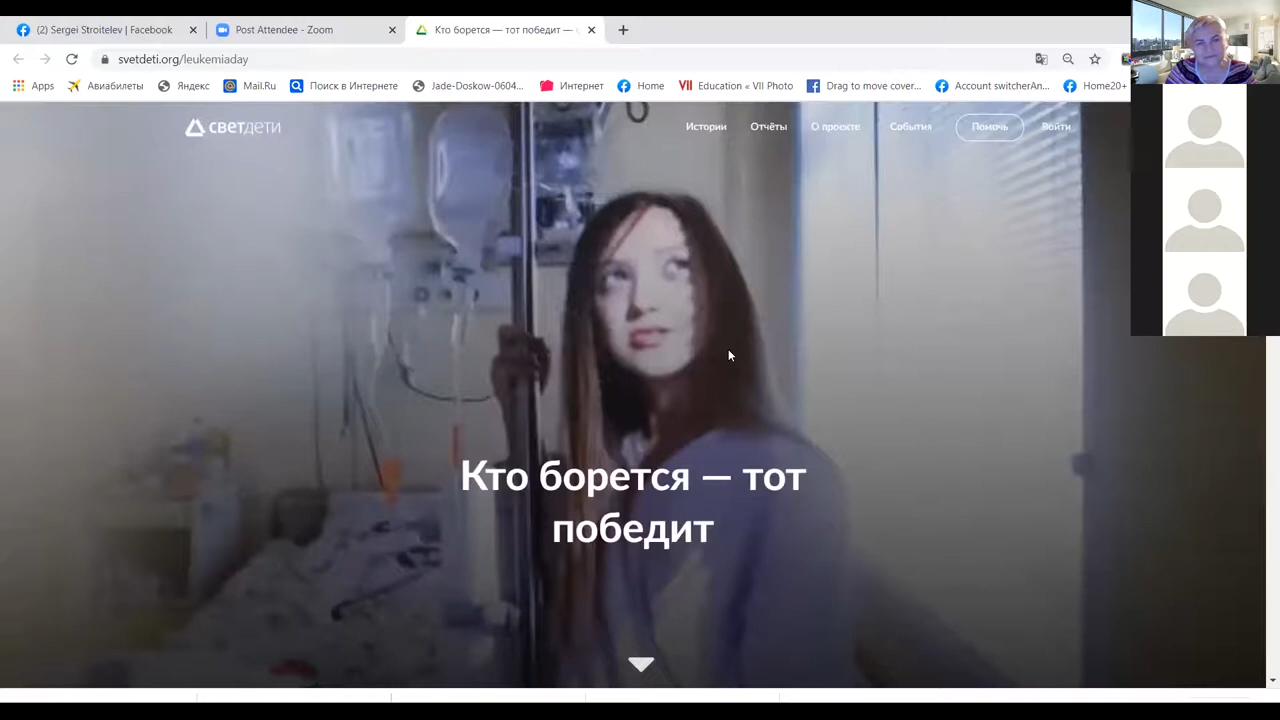 (2) Sergei Stroitelev | Facebook
Post Attendee - Zoom
Кто борется — тот победит —
svetdeti.org/leukemiaday
Apps
Авиабилеты
Яндекс
Mail.Ru
Поиск в Интернете
Jade-Doskow-0604...
Интернет
Home
VII Education « VII Photo
Drag to move cover...
Account switcherAn...
Home20+
светдети
Истории
Отчёты
О проекте
События
Помочь
Войти
Кто борется — тот
победит